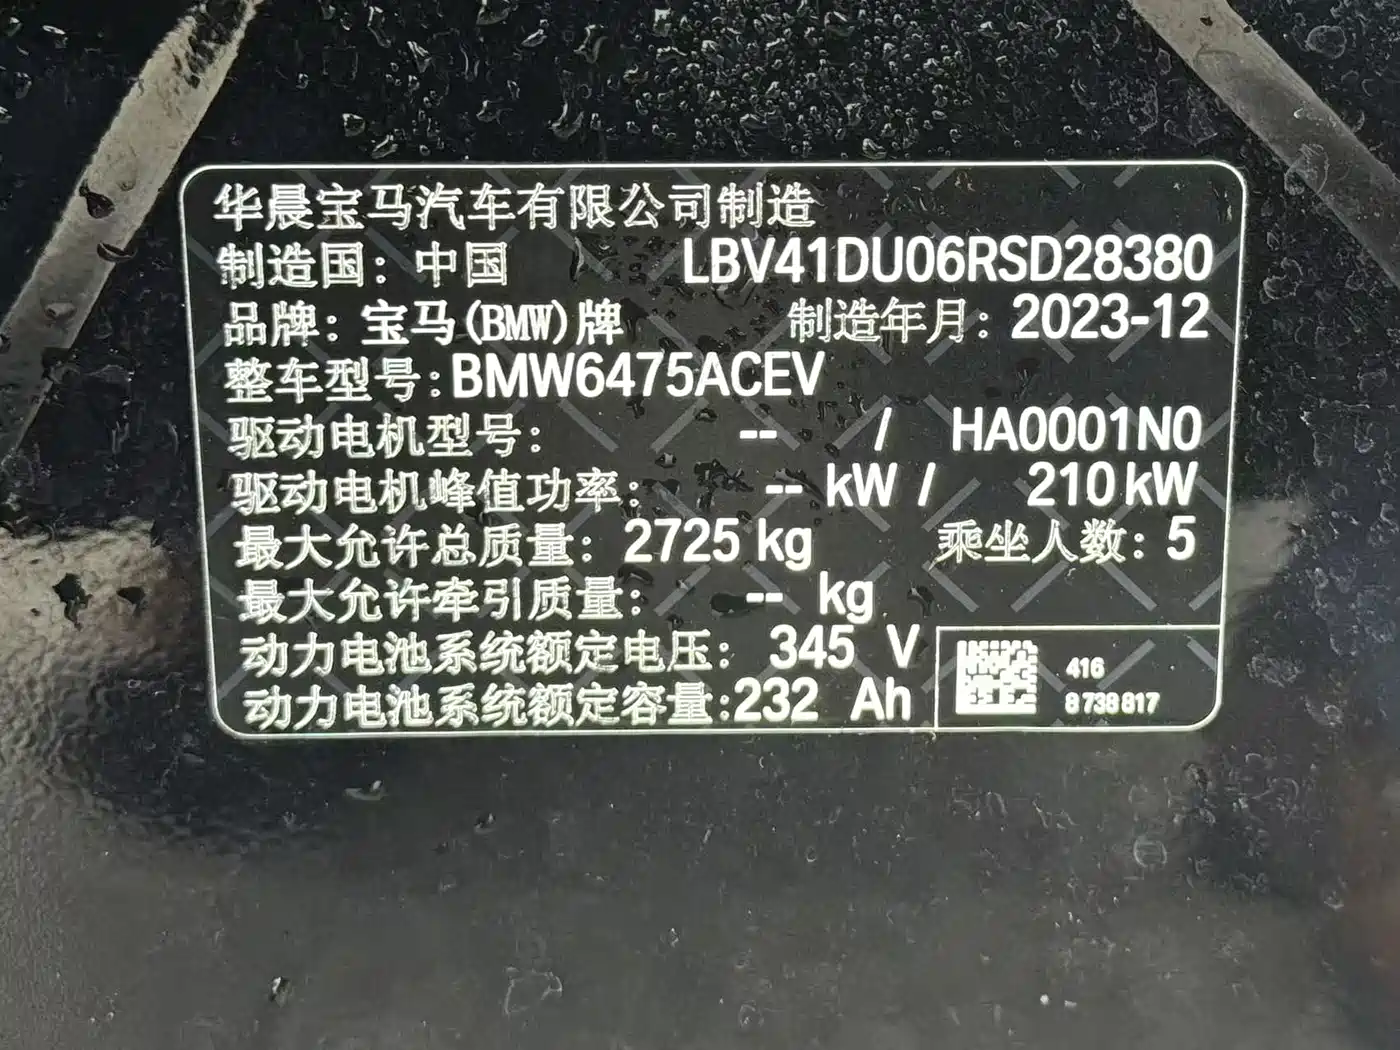 华晨宝马汽车有限公司制造
制造国：中国 LBV41DU06RSD28380
品牌：宝马(BMW)牌 制造年月：2023-12
整车型号:BMW6475ACEV
驱动电机型号： -- / HA0001N0
驱动电机峰值功率： -- kW / 210 kW
最大允许总质量：2725 kg 乘坐人数：5
最大允许牵引质量： -- kg
动力电池系统额定电压： 345 V
动力电池系统额定容量:232 Ah
416
8 738 817